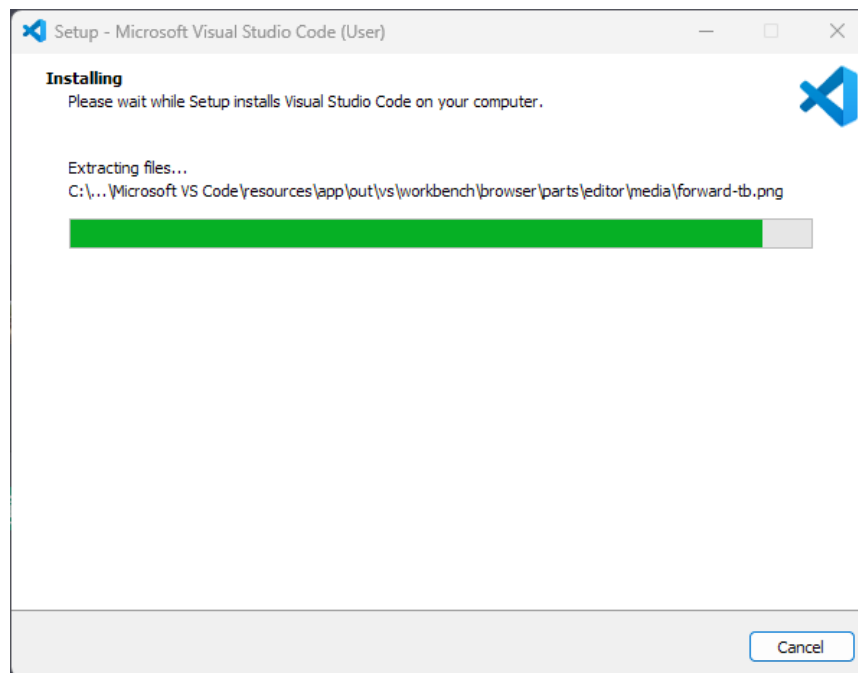 Setup - Microsoft Visual Studio Code (User)
Installing
Please wait while Setup installs Visual Studio Code on your computer.
Extracting files...
C:\...\Microsoft VS Code\resources\app\out\vs\workbench\browser\parts\editor\media\forward-tb.png
Cancel